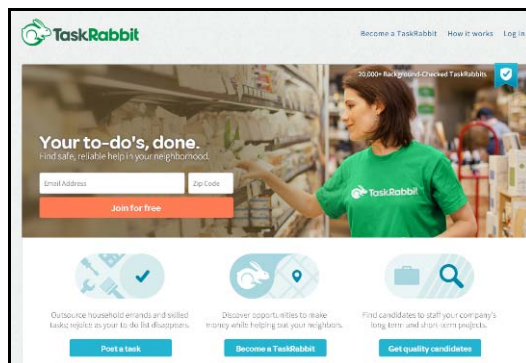 TaskRabbit
Become a TaskRabbit How it works Log in
30,000+ Background-Checked TaskRabbits
Your to-do's, done.
Find safe, reliable help in your neighborhood.
Email Address Zip Code
Join for free
TaskRabbit
Outsource household errands and skilled
tasks; rejoice as your to do list disappears.
Post a task
Discover opportunities to make
money while helping out your neighbors.
Become a TaskRabbit
Find candidates to staff your company's
long-term and short-term projects.
Get quality candidates